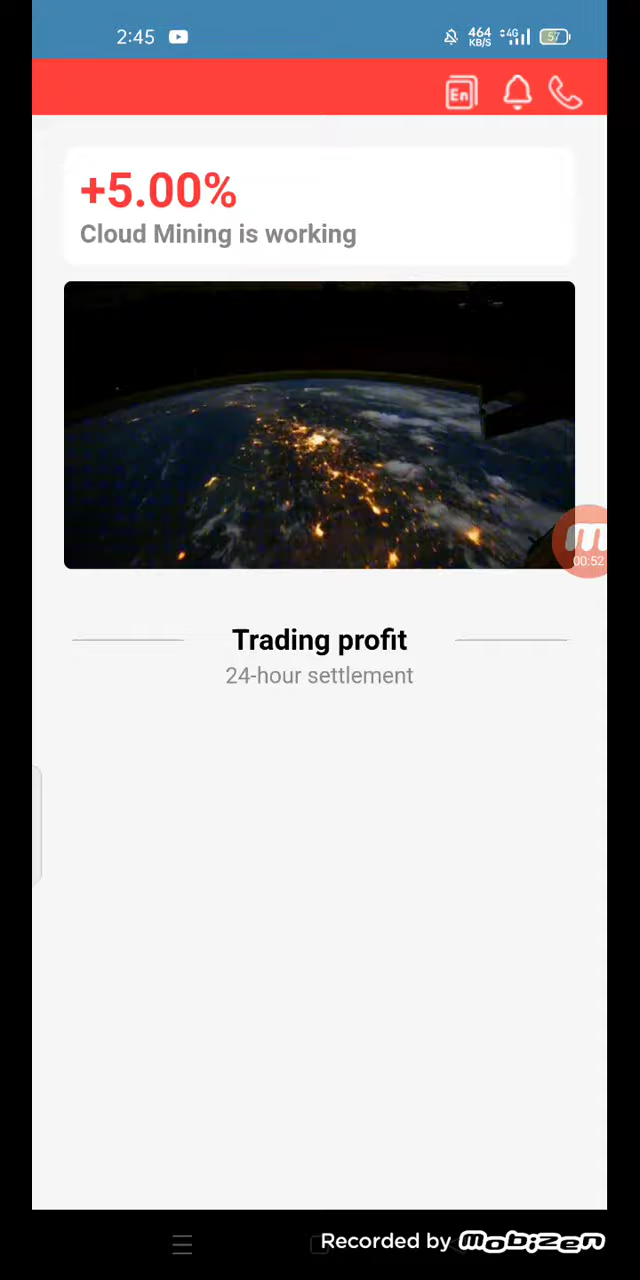 2:45
464
KB/S
4G
57
En
+5.00%
Cloud Mining is working
m
00:52
Trading profit
24-hour settlement
Recorded by mobizen